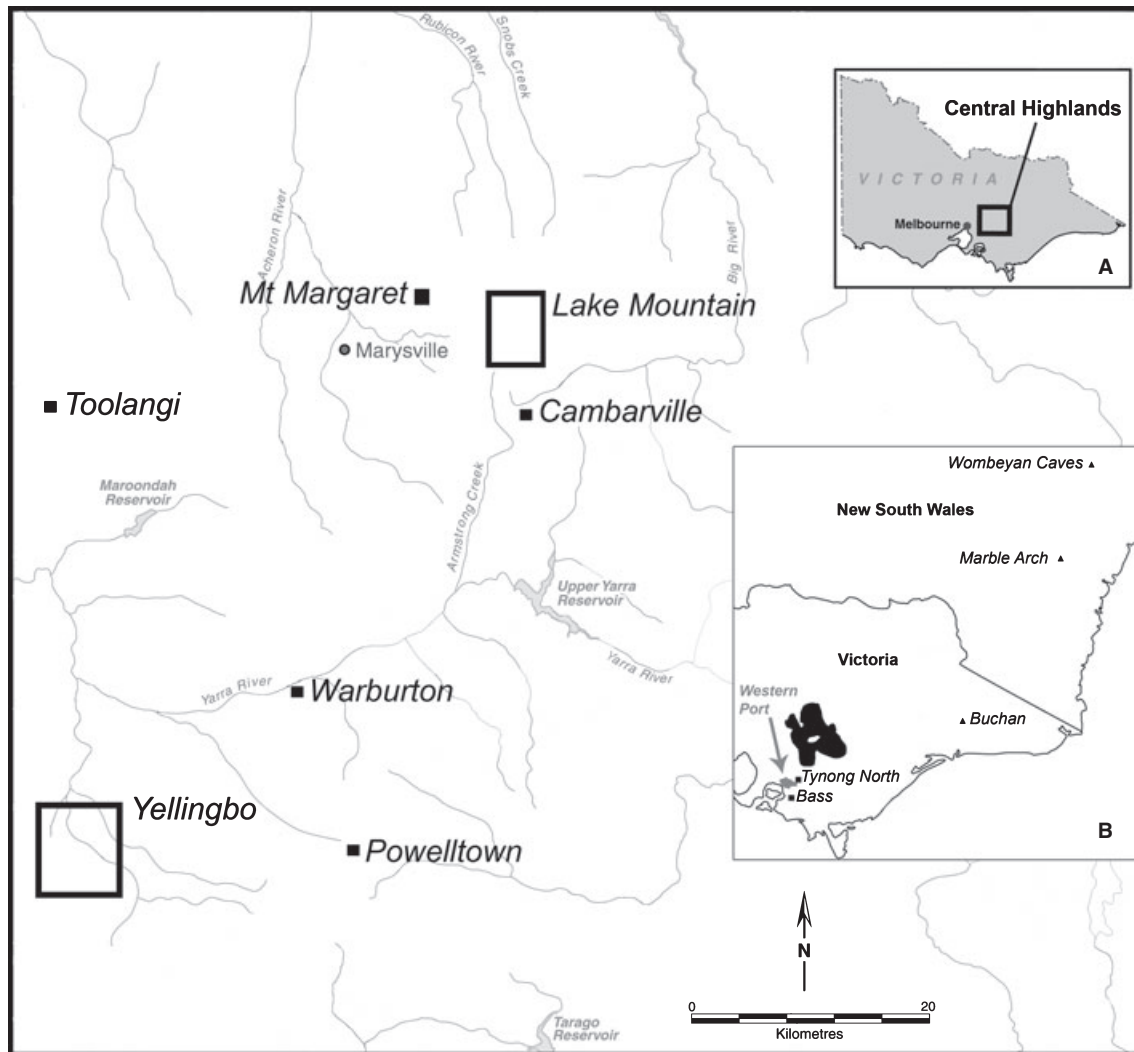 Rubicon River
Snobs Creek
Acheron River
Big River
Mt Margaret
Lake Mountain
Marysville
Toolangi
Cambarville
Maroondah
Reservoir
Armstrong Creek
Upper Yarra
Reservoir
Yarra River
Yarra River
Warburton
Yellingbo
Powelltown
Tarago
Reservoir
Central Highlands
VICTORIA
Melbourne
A
Wombeyan Caves
New South Wales
Marble Arch
Victoria
Western
Port
Buchan
Tynong North
Bass
B
N
0 20
Kilometres